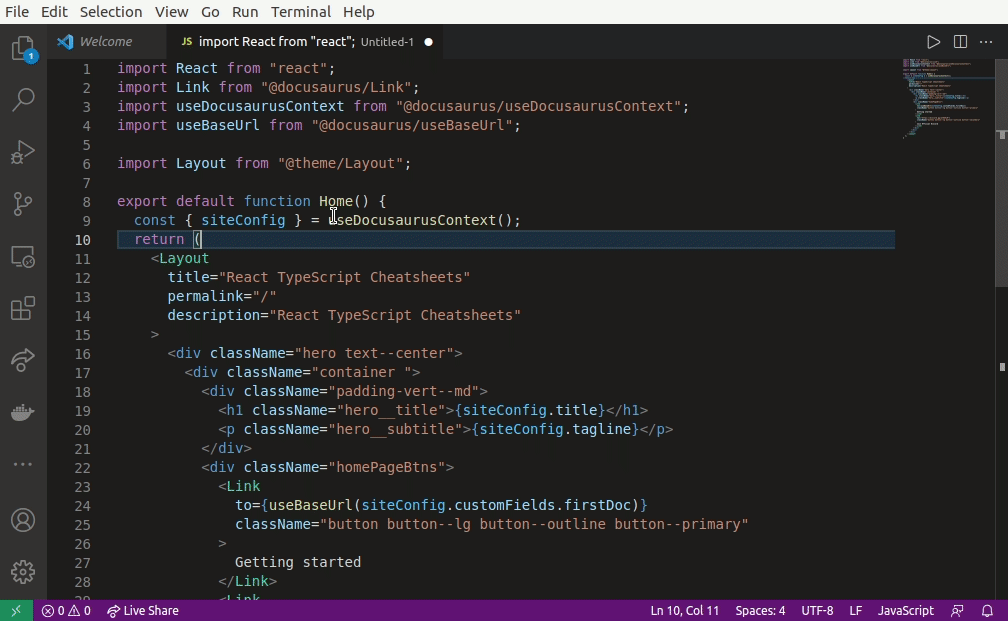 File Edit Selection View Go Run Terminal Help
Welcome
JS import React from "react"; Untitled-1
1
1 import React from "react";
2 import Link from "@docusaurus/Link";
3 import useDocusaurusContext from "@docusaurus/useDocusaurusContext";
4 import useBaseUrl from "@docusaurus/useBaseUrl";
5
6 import Layout from "@theme/Layout";
7
8 export default function Home() {
9 const { siteConfig } = useDocusaurusContext();
10 return (
11 <Layout
12 title="React TypeScript Cheatsheets"
13 permalink="/"
14 description="React TypeScript Cheatsheets"
15 >
16 <div className="hero text--center">
17 <div className="container ">
18 <div className="padding-vert--md">
19 <h1 className="hero__title">{siteConfig.title}</h1>
20 <p className="hero__subtitle">{siteConfig.tagline}</p>
21 </div>
22 <div className="homePageBtns">
23 <Link
24 to={useBaseUrl(siteConfig.customFields.firstDoc)}
25 className="button button--lg button--outline button--primary"
26 >
27 Getting started
28 </Link>
29 <Link
0 0 Live Share Ln 10, Col 11 Spaces: 4 UTF-8 LF JavaScript